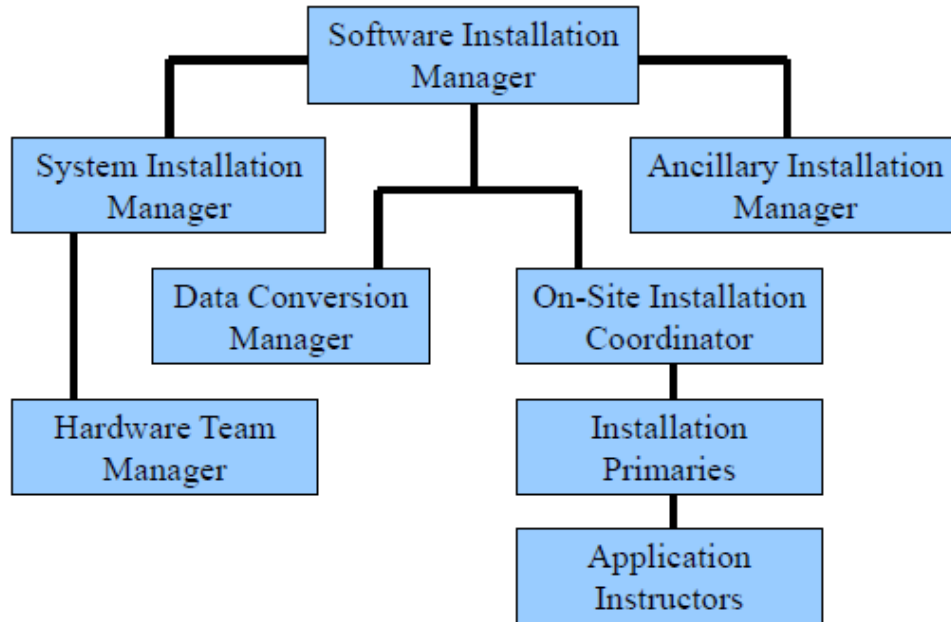 Software Installation
Manager
System Installation
Manager
Ancillary Installation
Manager
Data Conversion
Manager
On-Site Installation
Coordinator
Hardware Team
Manager
Installation
Primaries
Application
Instructors